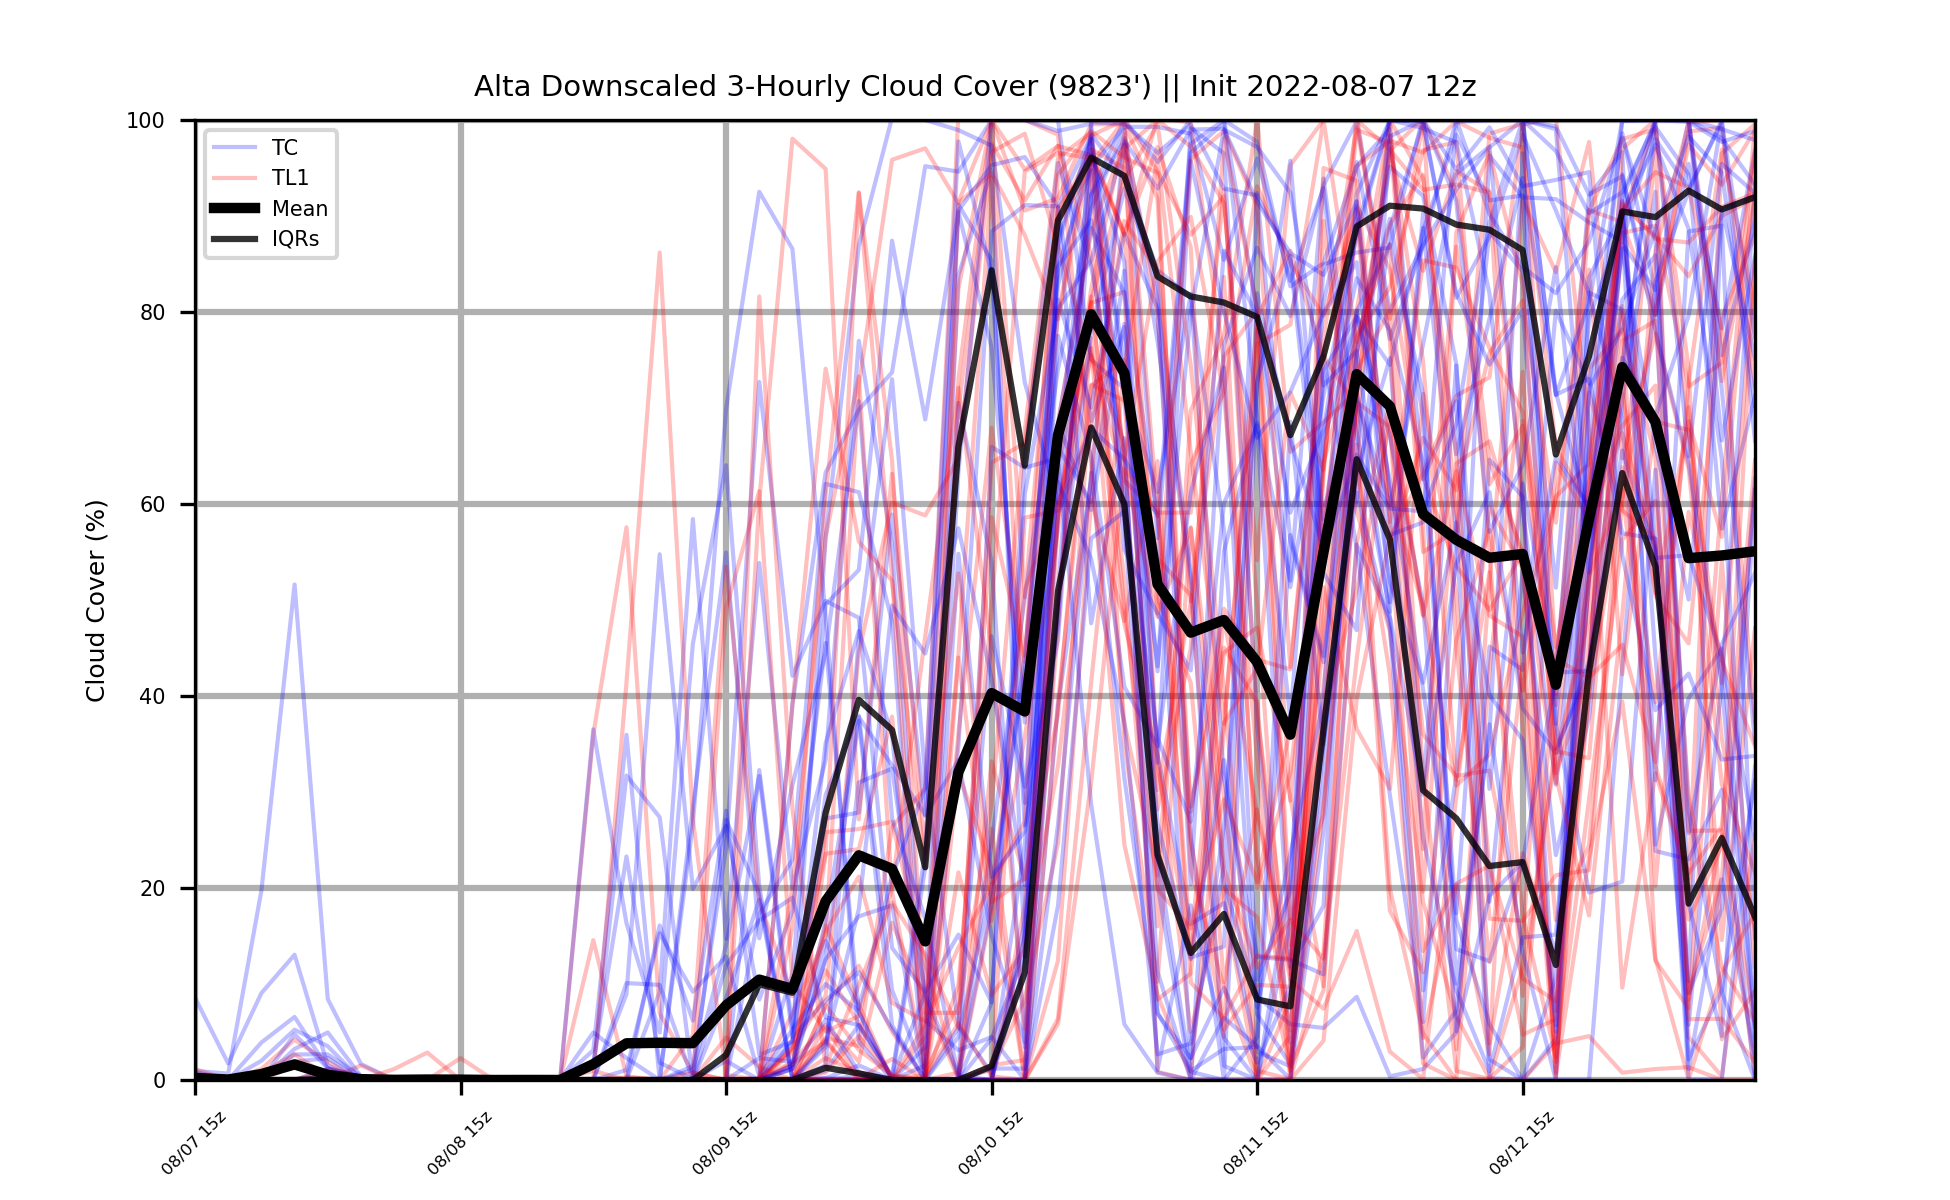 Alta Downscaled 3-Hourly Cloud Cover (9823') || Init 2022-08-07 12z
TC
TL1
Mean
IQRs
Cloud Cover (%)
100
80
60
40
20
0
08/07 15z
08/08 15z
08/09 15z
08/10 15z
08/11 15z
08/12 15z